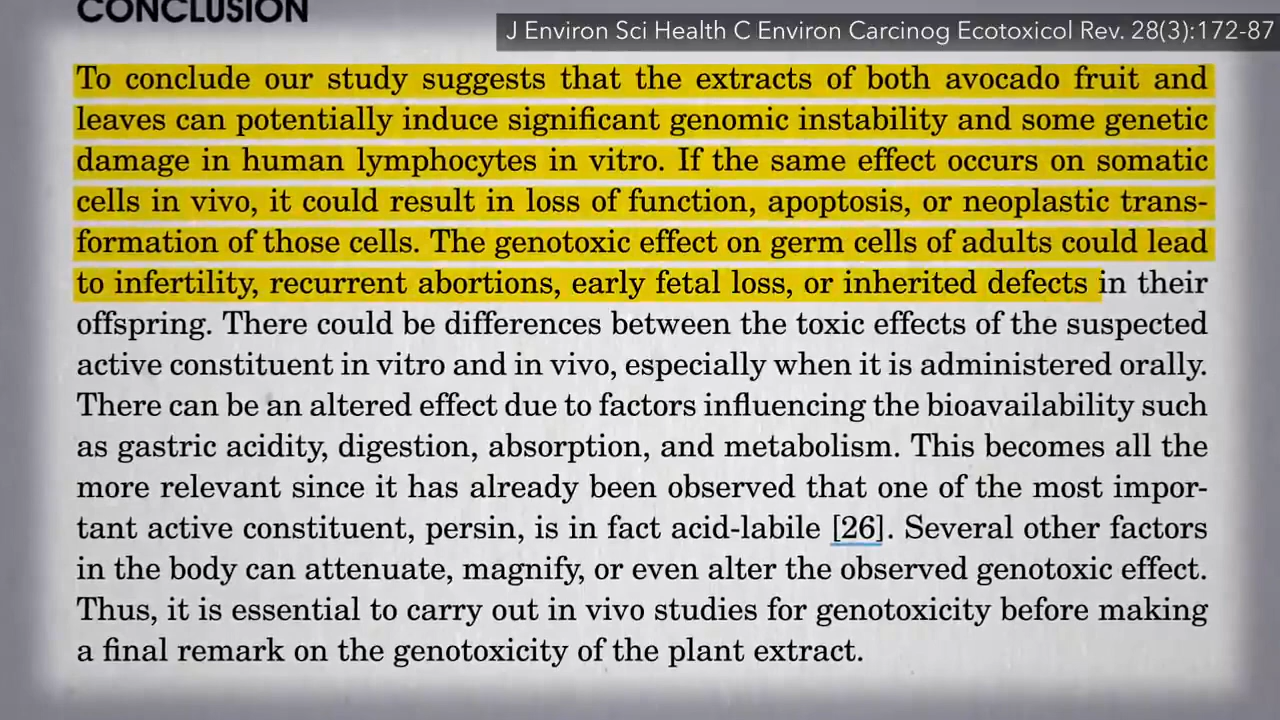 CONCLUSION
J Environ Sci Health C Environ Carcinog Ecotoxicol Rev. 28(3):172-87
To conclude our study suggests that the extracts of both avocado fruit and
leaves can potentially induce significant genomic instability and some genetic
damage in human lymphocytes in vitro. If the same effect occurs on somatic
cells in vivo, it could result in loss of function, apoptosis, or neoplastic trans-
formation of those cells. The genotoxic effect on germ cells of adults could lead
to infertility, recurrent abortions, early fetal loss, or inherited defects in their
offspring. There could be differences between the toxic effects of the suspected
active constituent in vitro and in vivo, especially when it is administered orally.
There can be an altered effect due to factors influencing the bioavailability such
as gastric acidity, digestion, absorption, and metabolism. This becomes all the
more relevant since it has already been observed that one of the most impor-
tant active constituent, persin, is in fact acid-labile [26]. Several other factors
in the body can attenuate, magnify, or even alter the observed genotoxic effect.
Thus, it is essential to carry out in vivo studies for genotoxicity before making
a final remark on the genotoxicity of the plant extract.